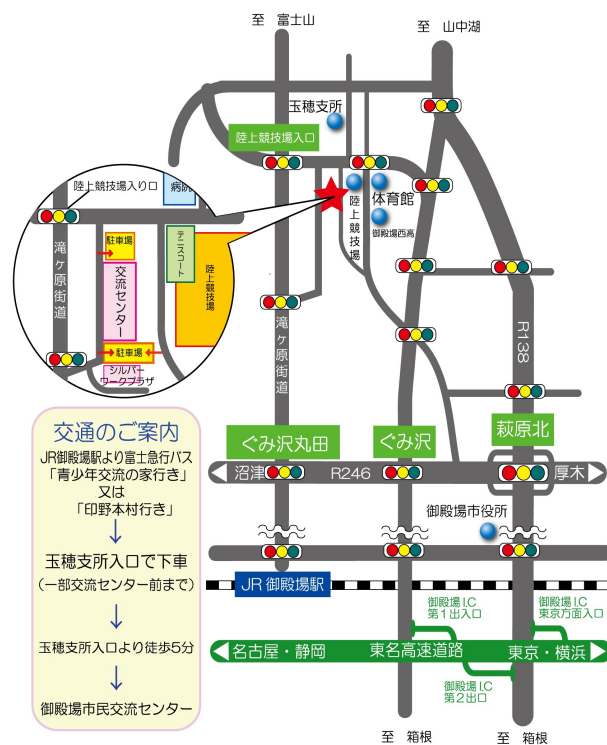 至 富士山
至 山中湖
玉穂支所
陸上競技場入口
陸上競技場
体育館
御殿場西高
陸上競技場入り口
病院
駐車場
テニスコート
交流センター
陸上競技場
滝ヶ原街道
駐車場
シルバー
ワークプラザ
滝ヶ原街道
R138
ぐみ沢丸田
ぐみ沢
萩原北
沼津
R246
厚木
御殿場市役所
JR 御殿場駅
御殿場 I.C
第1出入口
御殿場 I.C
東京方面入口
名古屋・静岡
東名高速道路
東京・横浜
御殿場 I.C
第2出口
至 箱根
至 箱根
交通のご案内
JR御殿場駅より富士急行バス
「青少年交流の家行き」
又は
「印野本村行き」
↓
玉穂支所入口で下車
(一部交流センター前まで)
↓
玉穂支所入口より徒歩5分
↓
御殿場市民交流センター